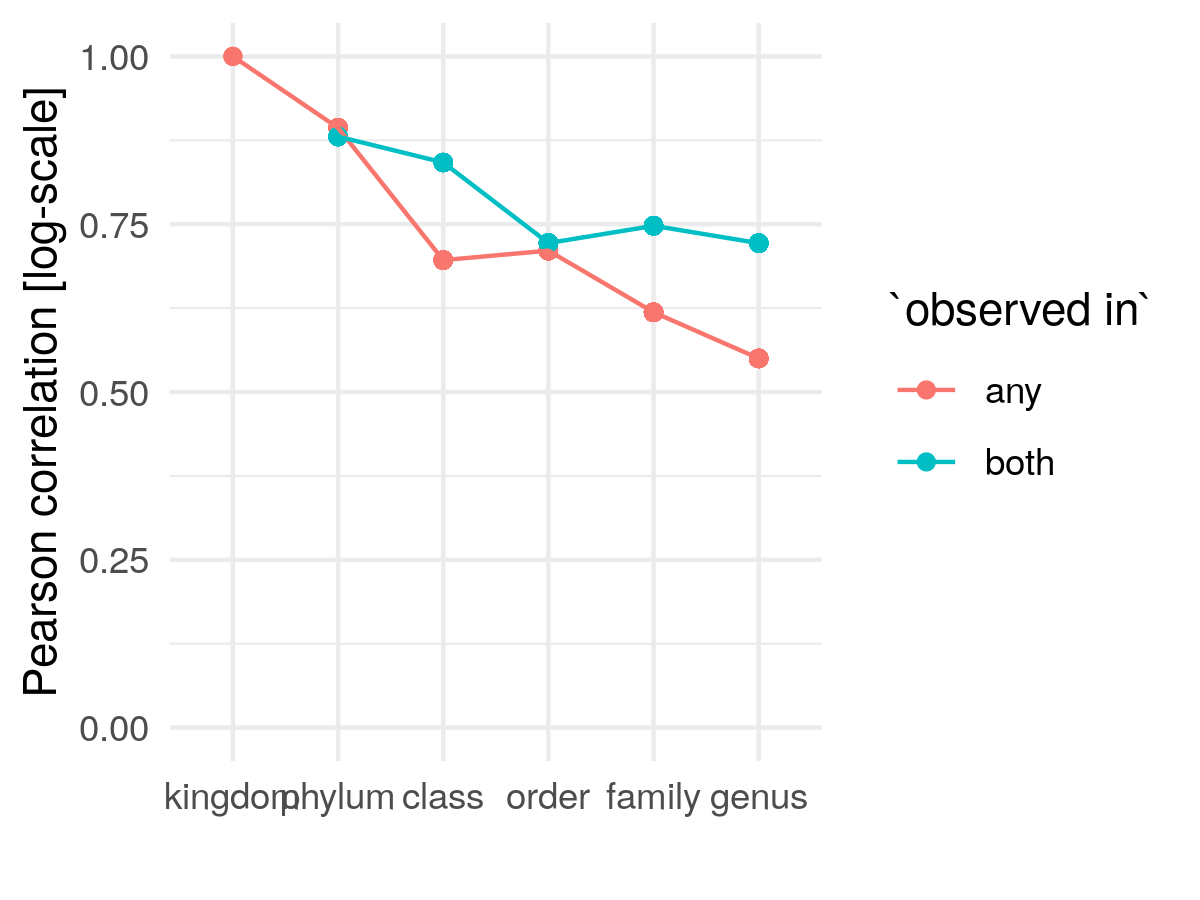 Pearson correlation [log-scale]
1.00
0.75
0.50
0.25
0.00
kingdom phylum class order family genus
`observed in`
any
both